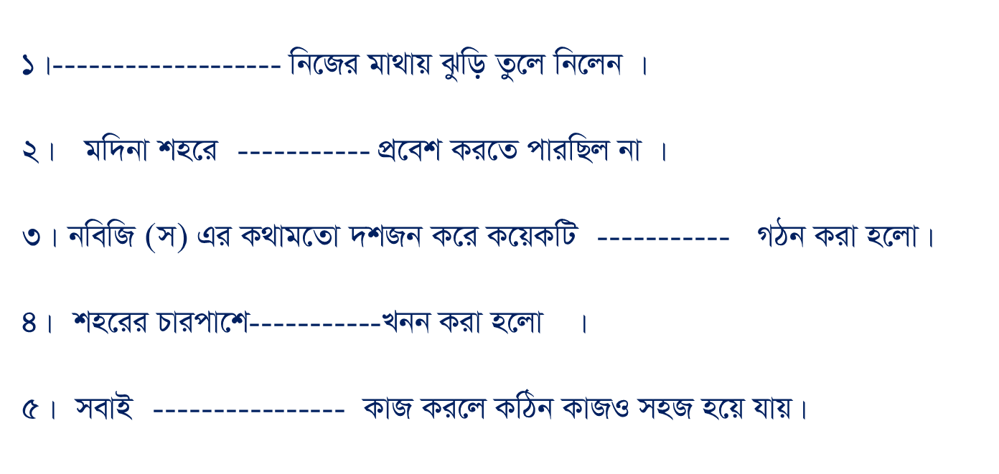 ১।------------------- নিজের মাথায় ঝুড়ি তুলে নিলেন ।
২। মদিনা শহরে ----------- প্রবেশ করতে পারছিল না ।
৩। নবিজি (স) এর কথামতো দশজন করে কয়েকটি ----------- গঠন করা হলো।
৪। শহরের চারপাশে-----------খনন করা হলো ।
৫। সবাই ---------------- কাজ করলে কঠিন কাজও সহজ হয়ে যায়।